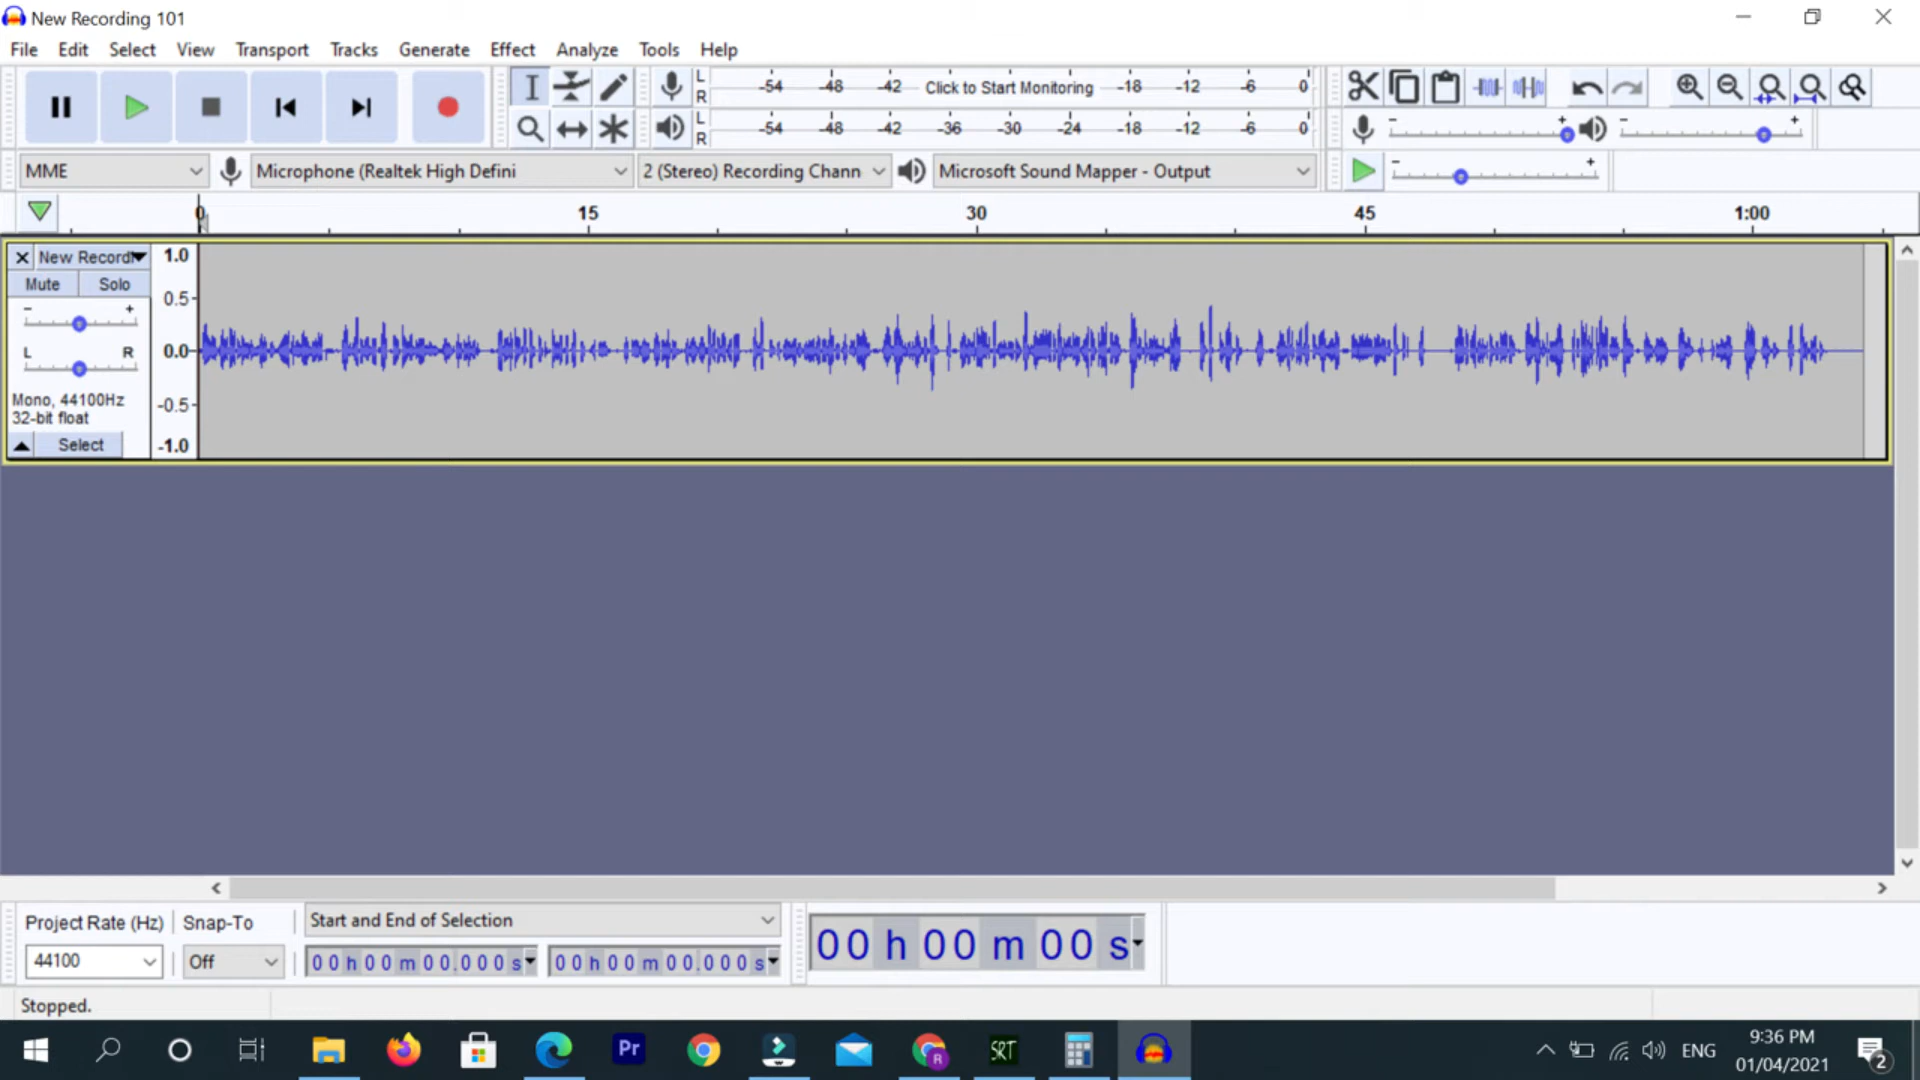 New Recording 101
File Edit Select View Transport Tracks Generate Effect Analyze Tools Help
L R -54 -48 -42 Click to Start Monitoring -18 -12 -6 0
L R -54 -48 -42 -36 -30 -24 -18 -12 -6 0
MME Microphone (Realtek High Defini 2 (Stereo) Recording Chann Microsoft Sound Mapper - Output
0 15 30 45 1:00
New Recordi
Mute Solo
L R
Mono, 44100Hz
32-bit float
Select
1.0
0.5
0.0
-0.5
-1.0
Project Rate (Hz) Snap-To Start and End of Selection
44100 Off 00 h 00 m 00.000 s 00 h 00 m 00.000 s 00 h 00 m 00 s
Stopped.
Pr R SRT ENG 9:36 PM
01/04/2021 2